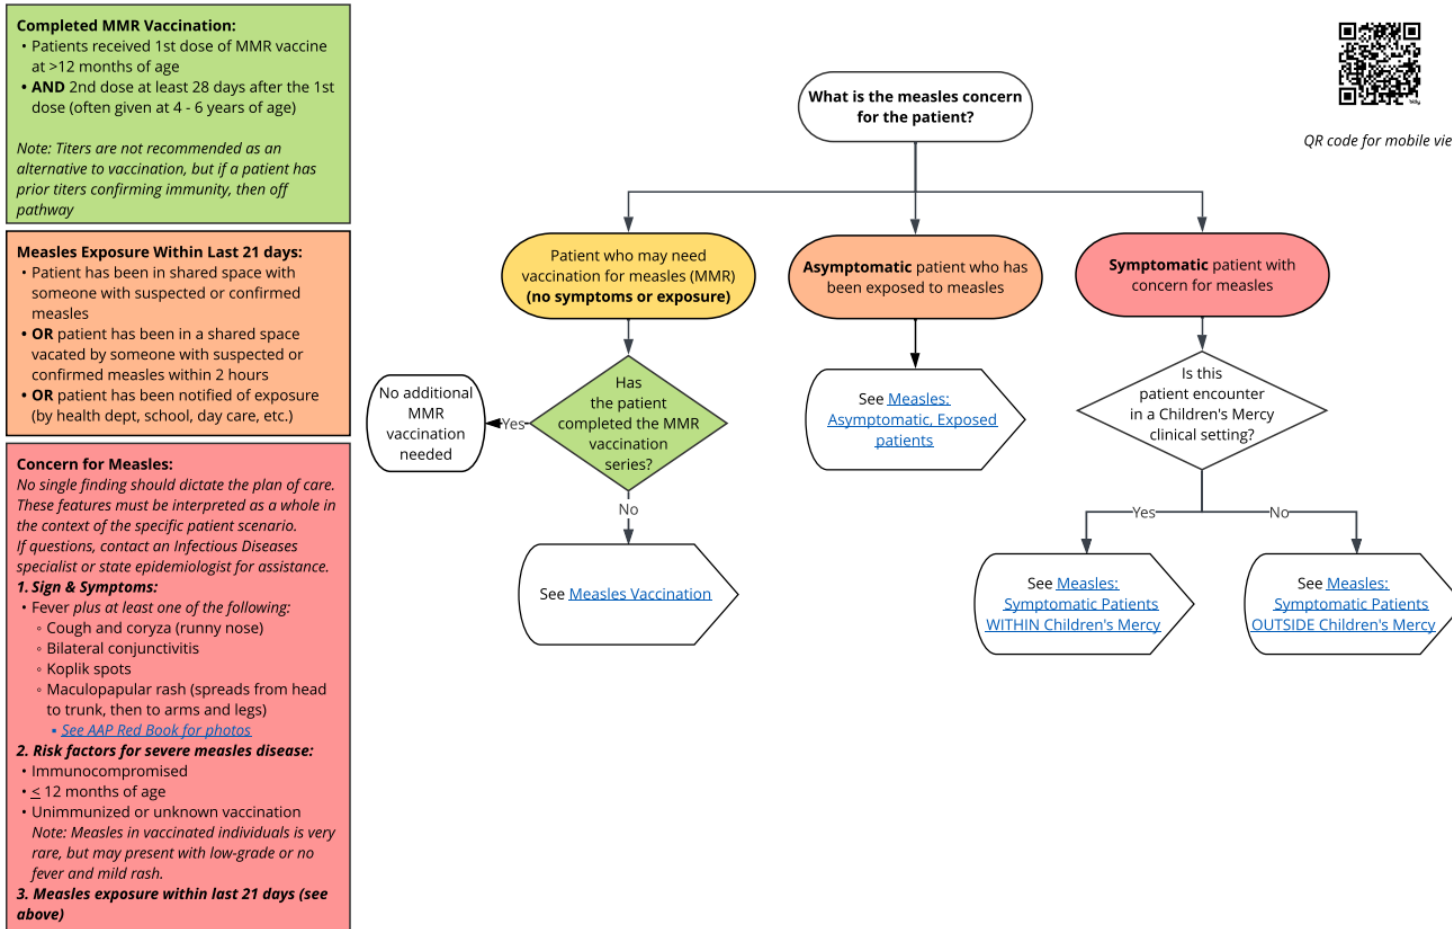 Completed MMR Vaccination:
• Patients received 1st dose of MMR vaccine
at >12 months of age
• AND 2nd dose at least 28 days after the 1st
dose (often given at 4 - 6 years of age)
Note: Titers are not recommended as an
alternative to vaccination, but if a patient has
prior titers confirming immunity, then off
pathway
Measles Exposure Within Last 21 days:
• Patient has been in shared space with
someone with suspected or confirmed
measles
• OR patient has been in a shared space
vacated by someone with suspected or
confirmed measles within 2 hours
• OR patient has been notified of exposure
(by health dept, school, day care, etc.)
Concern for Measles:
No single finding should dictate the plan of care.
These features must be interpreted as a whole in
the context of the specific patient scenario.
If questions, contact an Infectious Diseases
specialist or state epidemiologist for assistance.
1. Sign & Symptoms:
• Fever plus at least one of the following:
◦ Cough and coryza (runny nose)
◦ Bilateral conjunctivitis
◦ Koplik spots
◦ Maculopapular rash (spreads from head
to trunk, then to arms and legs)
▪ See AAP Red Book for photos
2. Risk factors for severe measles disease:
• Immunocompromised
• ≤ 12 months of age
• Unimmunized or unknown vaccination
Note: Measles in vaccinated individuals is very
rare, but may present with low-grade or no
fever and mild rash.
3. Measles exposure within last 21 days (see
above)
What is the measles concern
for the patient?
QR code for mobile vie
Patient who may need
vaccination for measles (MMR)
(no symptoms or exposure)
Asymptomatic patient who has
been exposed to measles
Symptomatic patient with
concern for measles
Has
the patient
completed the MMR
vaccination
series?
Yes
No additional
MMR
vaccination
needed
No
See Measles Vaccination
See Measles:
Asymptomatic, Exposed
patients
Is this
patient encounter
in a Children's Mercy
clinical setting?
Yes
No
See Measles:
Symptomatic Patients
WITHIN Children's Mercy
See Measles:
Symptomatic Patients
OUTSIDE Children's Mercy